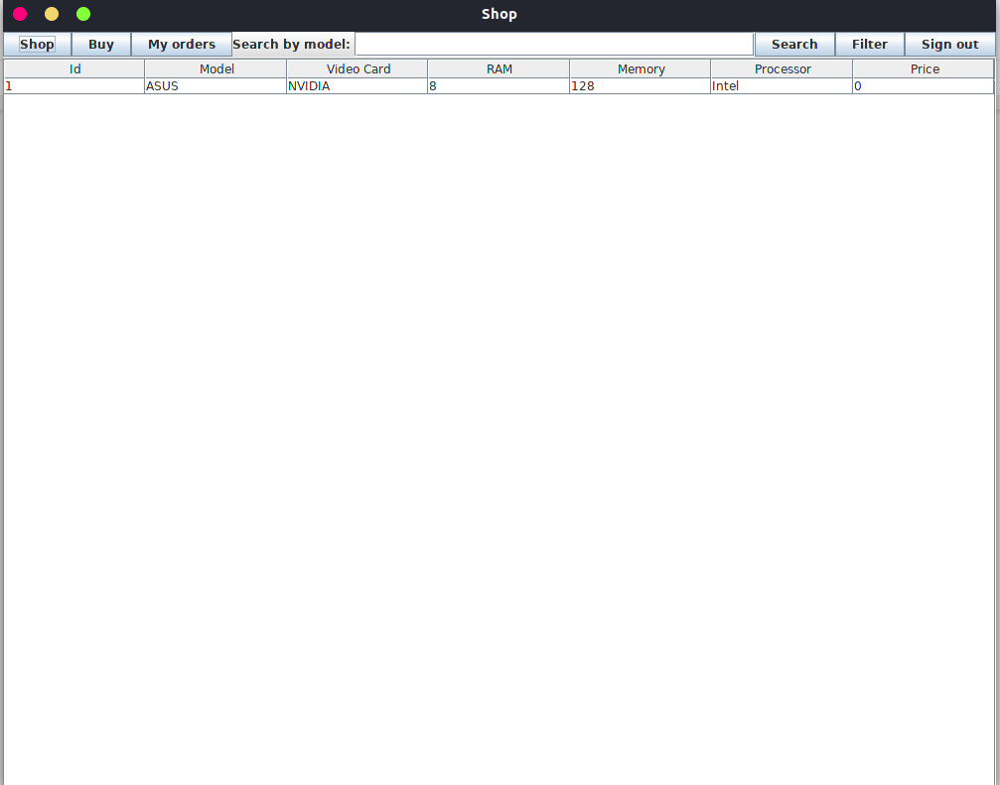 Shop
Shop Buy My orders Search by model: Search Filter Sign out
Id Model Video Card RAM Memory Processor Price
1 ASUS NVIDIA 8 128 Intel 0